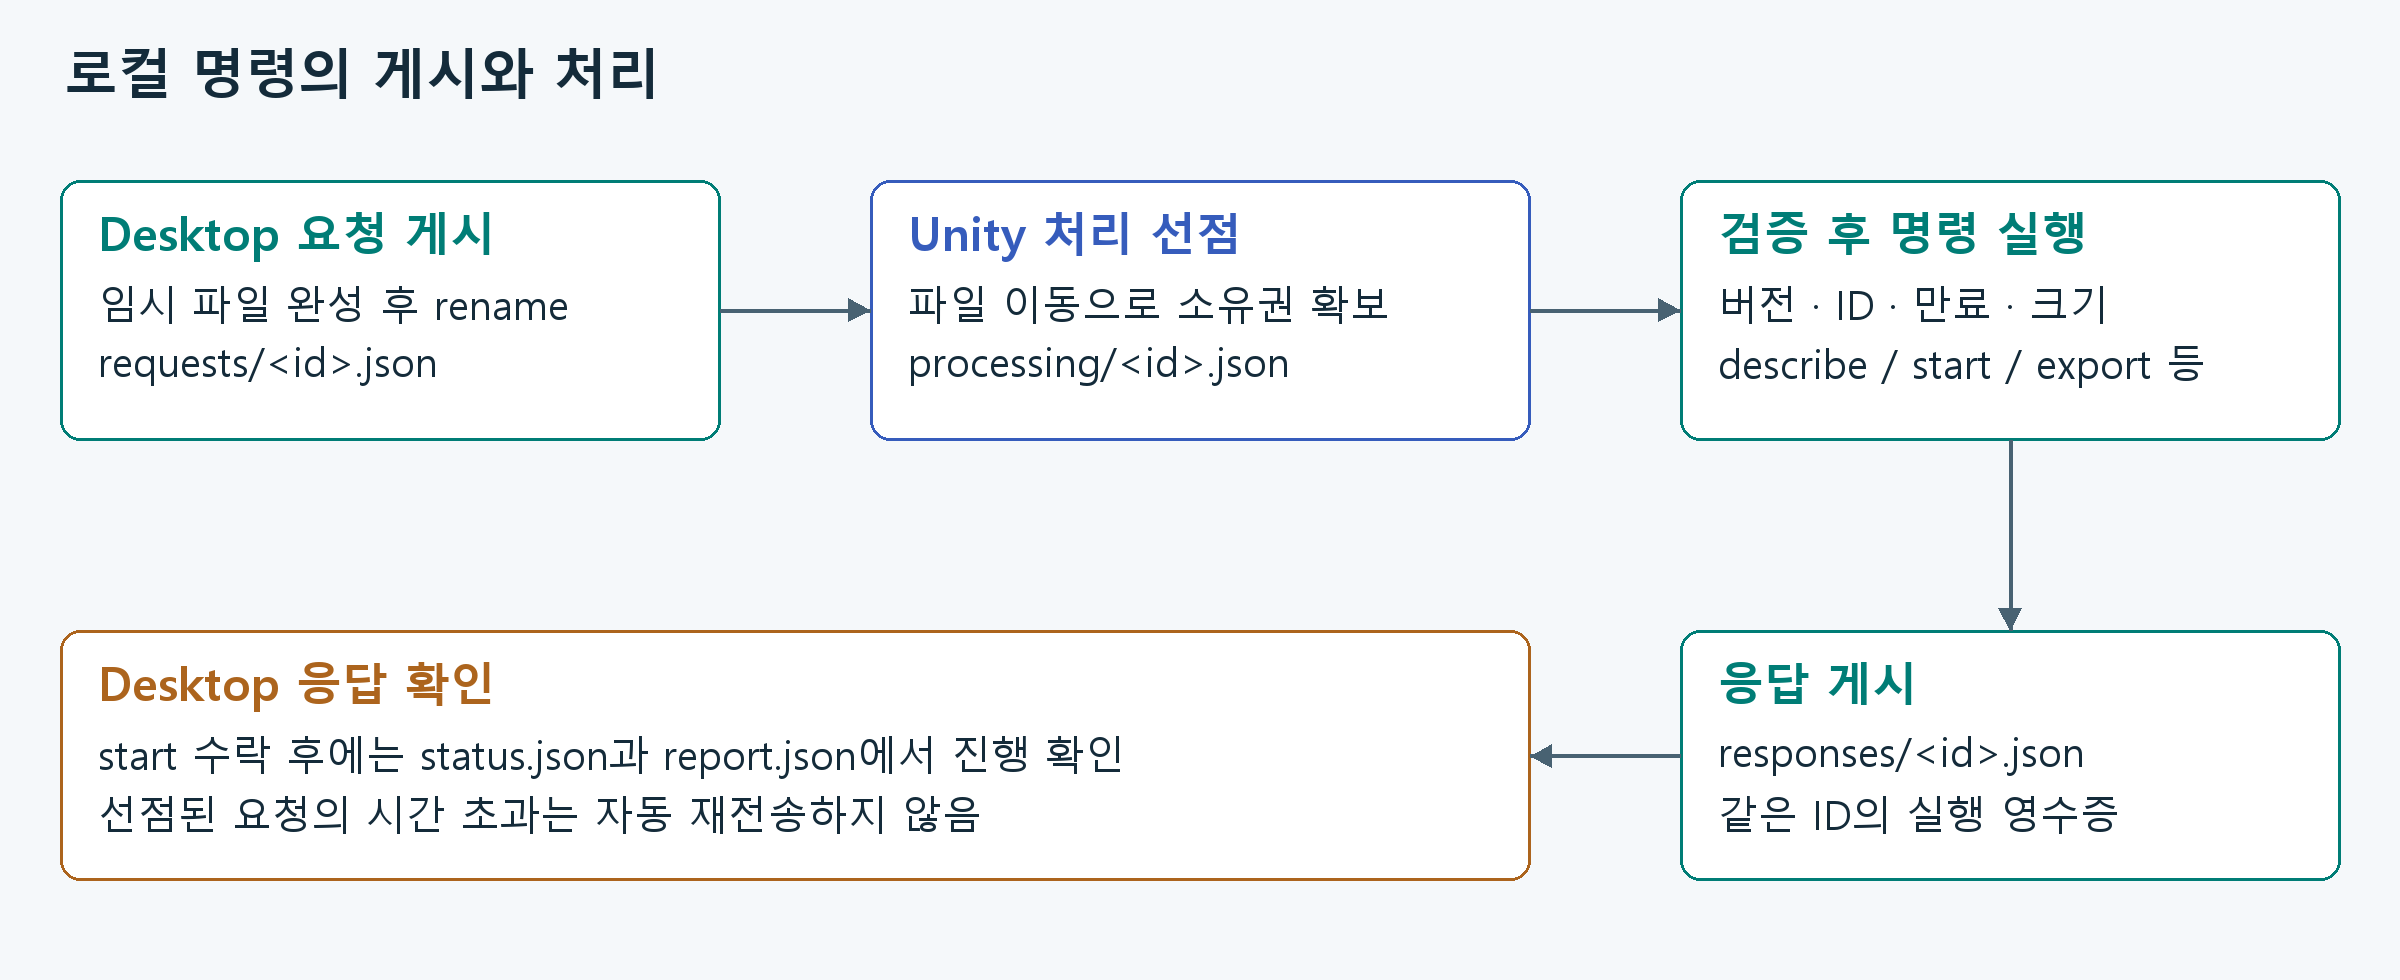 로컬 명령의 게시와 처리
Desktop 요청 게시
임시 파일 완성 후 rename
requests/<id>.json
Unity 처리 선점
파일 이동으로 소유권 확보
processing/<id>.json
검증 후 명령 실행
버전 · ID · 만료 · 크기
describe / start / export 등
Desktop 응답 확인
start 수락 후에는 status.json과 report.json에서 진행 확인
선점된 요청의 시간 초과는 자동 재전송하지 않음
응답 게시
responses/<id>.json
같은 ID의 실행 영수증